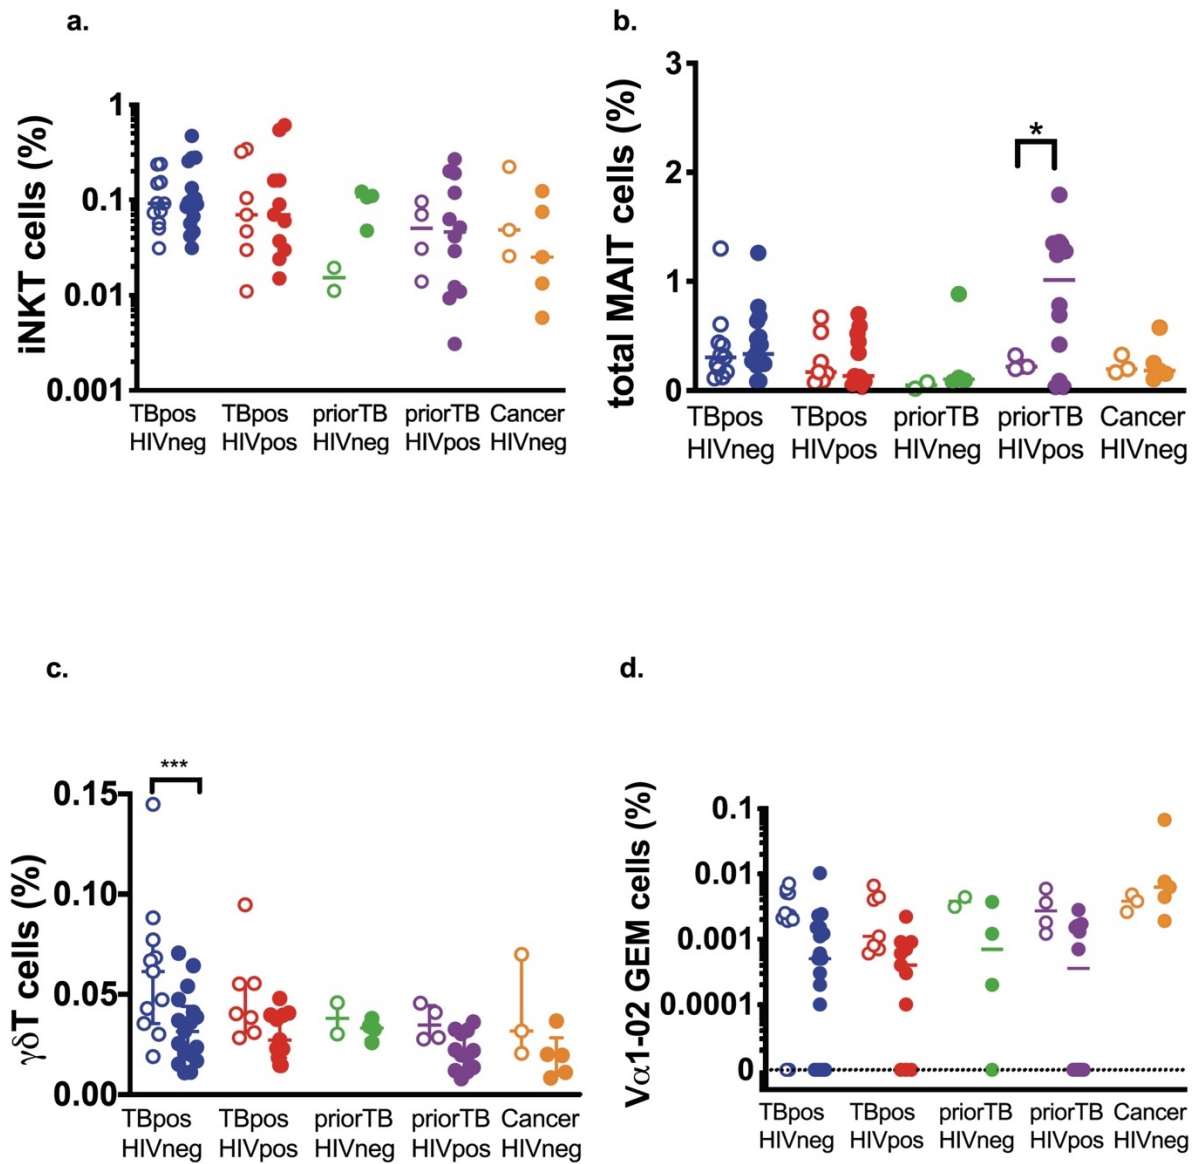 a.
iNKT cells (%)
1
0.1
0.01
0.001
TBpos TBpos priorTB priorTB Cancer
HIVneg HIVpos HIVneg HIVpos HIVneg
b.
total MAIT cells (%)
3
2
1
0
*
TBpos TBpos priorTB priorTB Cancer
HIVneg HIVpos HIVneg HIVpos HIVneg
c.
γδT cells (%)
0.15
0.10
0.05
0.00
***
TBpos TBpos priorTB priorTB Cancer
HIVneg HIVpos HIVneg HIVpos HIVneg
d.
Vα1-02 GEM cells (%)
0.1
0.01
0.001
0.0001
0
TBpos TBpos priorTB priorTB Cancer
HIVneg HIVpos HIVneg HIVpos HIVneg